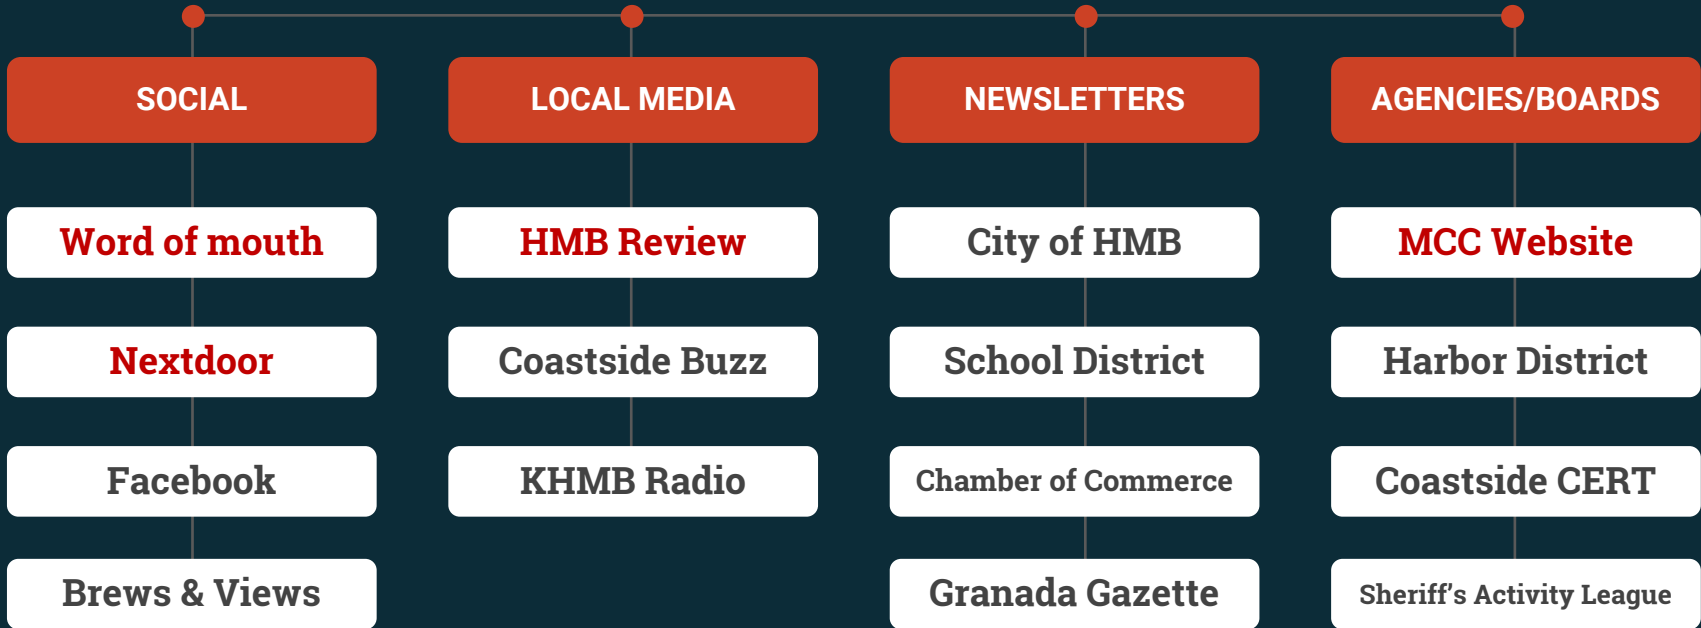 SOCIAL
LOCAL MEDIA
NEWSLETTERS
AGENCIES/BOARDS
Word of mouth
HMB Review
City of HMB
MCC Website
Nextdoor
Coastside Buzz
School District
Harbor District
Facebook
KHMB Radio
Chamber of Commerce
Coastside CERT
Brews & Views
Granada Gazette
Sheriff’s Activity League